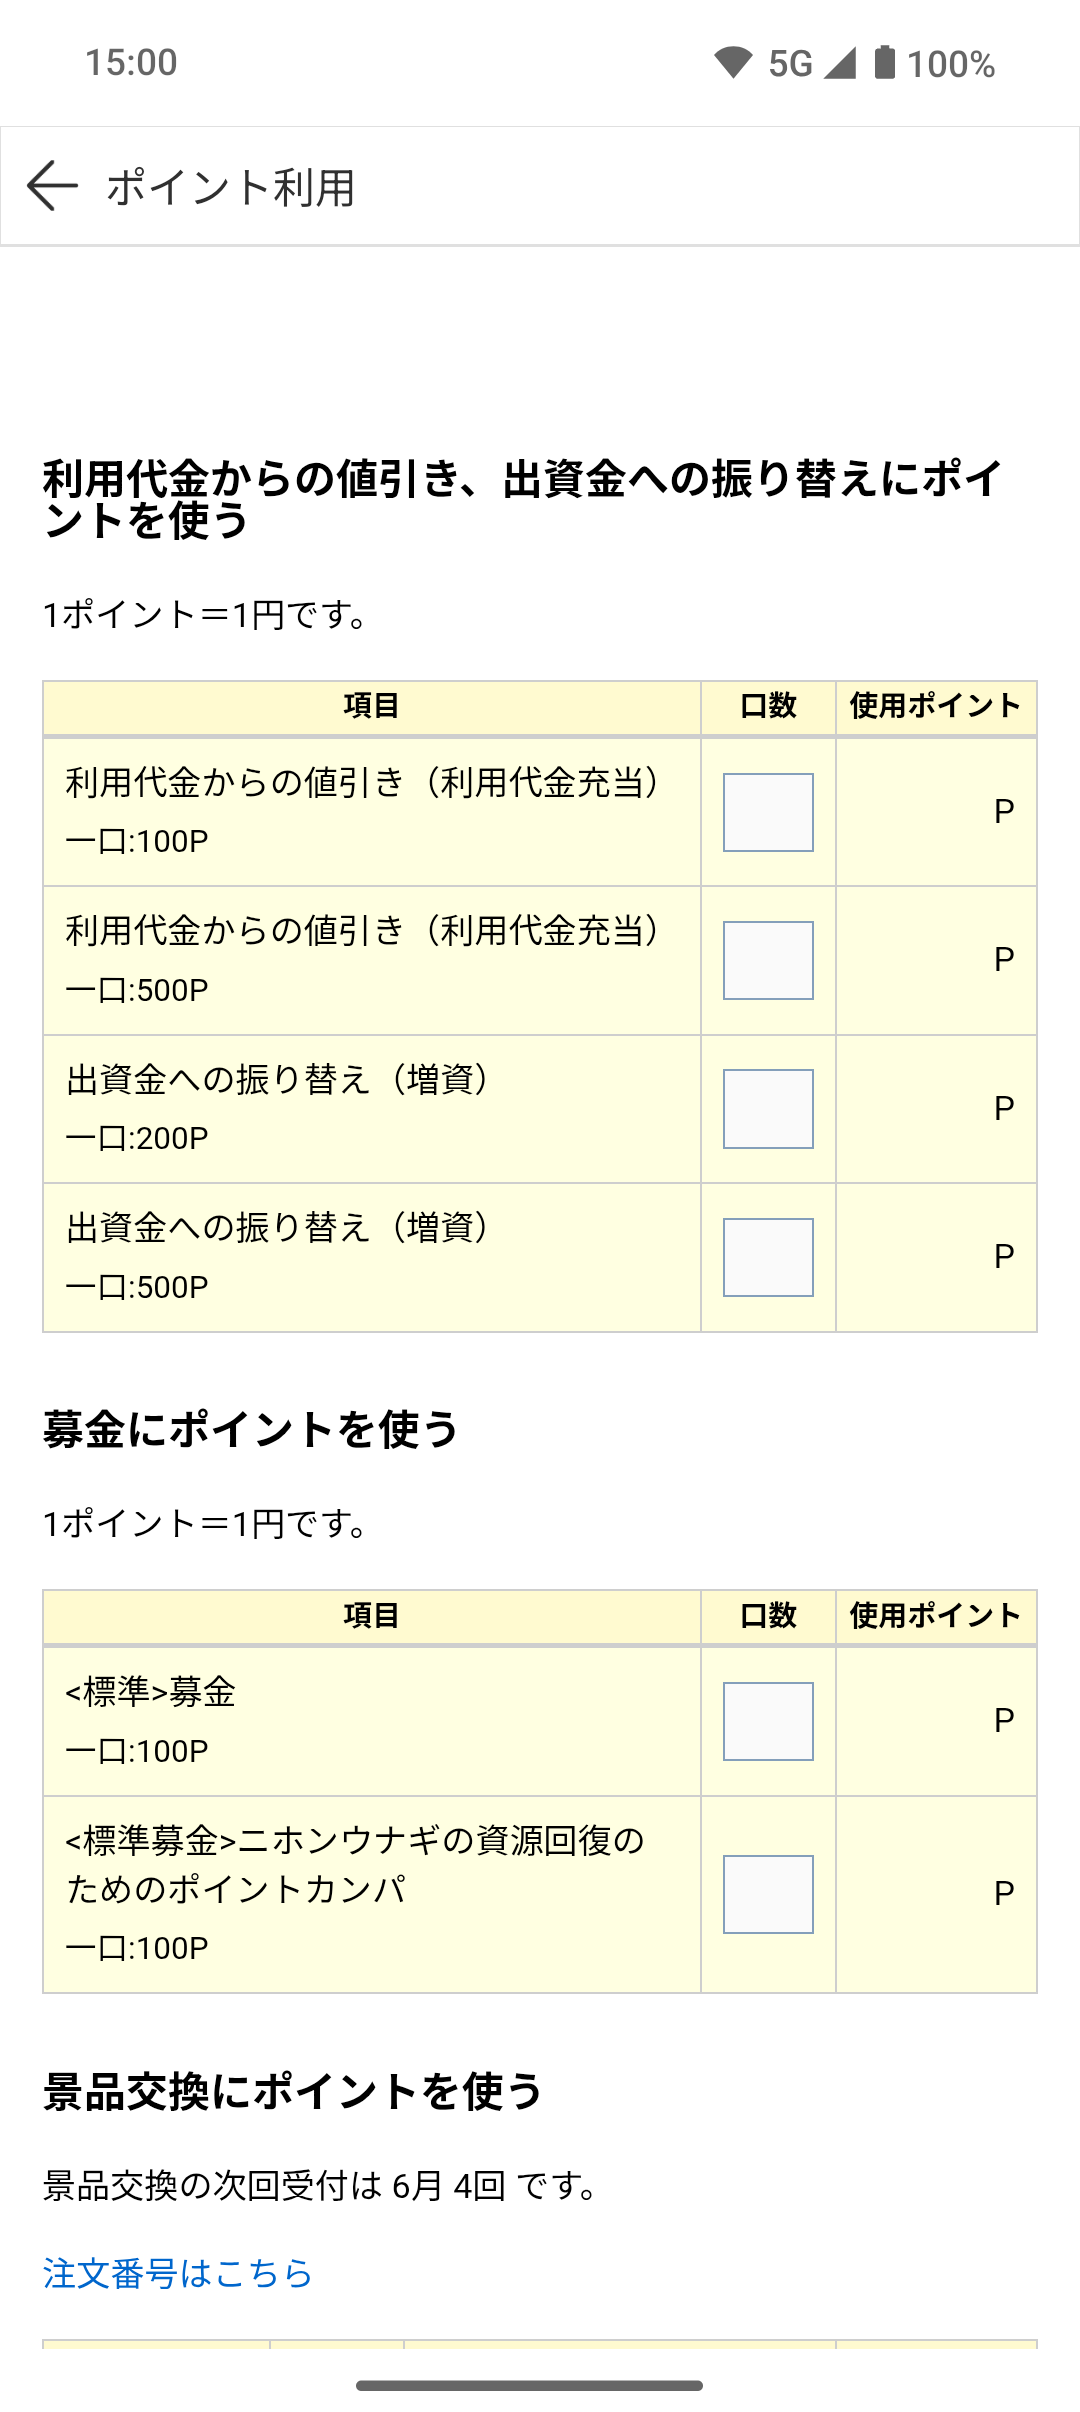 15:00
5G 100%
ポイント利用
利用代金からの値引き、出資金への振り替えにポイ
ントを使う
1ポイント＝1円です。
項目 口数 使用ポイント
利用代金からの値引き（利用代金充当）
一口:100P
P
利用代金からの値引き（利用代金充当）
一口:500P
P
出資金への振り替え（増資）
一口:200P
P
出資金への振り替え（増資）
一口:500P
P
募金にポイントを使う
1ポイント＝1円です。
項目 口数 使用ポイント
<標準>募金
一口:100P
P
<標準募金>ニホンウナギの資源回復の
ためのポイントカンパ
一口:100P
P
景品交換にポイントを使う
景品交換の次回受付は 6月 4回 です。
注文番号はこちら